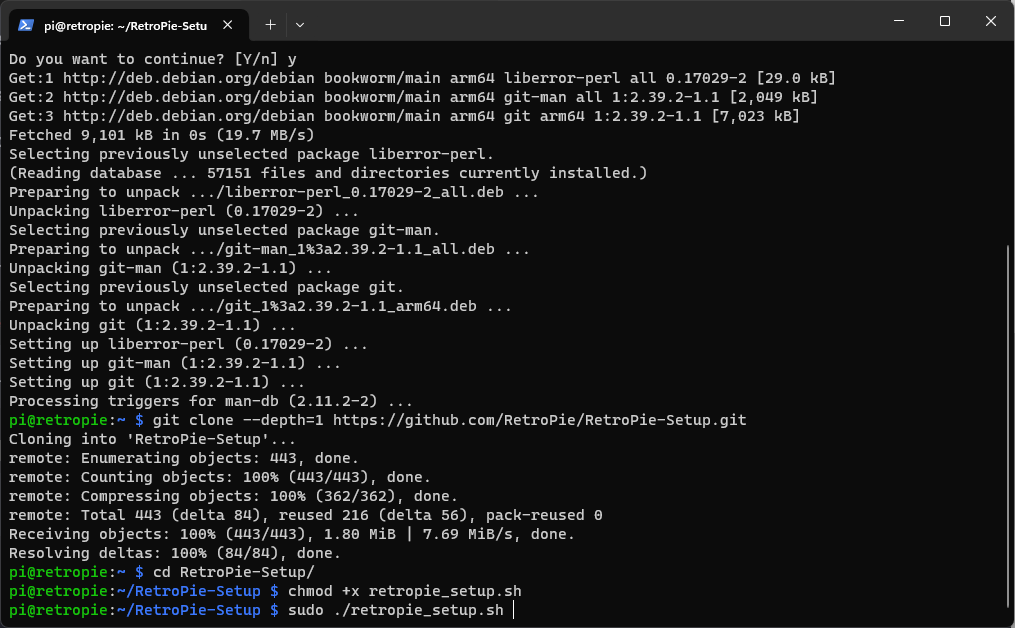 pi@retropie: ~/RetroPie-Setu
Do you want to continue? [Y/n] y
Get:1 http://deb.debian.org/debian bookworm/main arm64 liberror-perl all 0.17029-2 [29.0 kB]
Get:2 http://deb.debian.org/debian bookworm/main arm64 git-man all 1:2.39.2-1.1 [2,049 kB]
Get:3 http://deb.debian.org/debian bookworm/main arm64 git arm64 1:2.39.2-1.1 [7,023 kB]
Fetched 9,101 kB in 0s (19.7 MB/s)
Selecting previously unselected package liberror-perl.
(Reading database ... 57151 files and directories currently installed.)
Preparing to unpack .../liberror-perl_0.17029-2_all.deb ...
Unpacking liberror-perl (0.17029-2) ...
Selecting previously unselected package git-man.
Preparing to unpack .../git-man_1%3a2.39.2-1.1_all.deb ...
Unpacking git-man (1:2.39.2-1.1) ...
Selecting previously unselected package git.
Preparing to unpack .../git_1%3a2.39.2-1.1_arm64.deb ...
Unpacking git (1:2.39.2-1.1) ...
Setting up liberror-perl (0.17029-2) ...
Setting up git-man (1:2.39.2-1.1) ...
Setting up git (1:2.39.2-1.1) ...
Processing triggers for man-db (2.11.2-2) ...
pi@retropie:~ $ git clone --depth=1 https://github.com/RetroPie/RetroPie-Setup.git
Cloning into 'RetroPie-Setup'...
remote: Enumerating objects: 443, done.
remote: Counting objects: 100% (443/443), done.
remote: Compressing objects: 100% (362/362), done.
remote: Total 443 (delta 84), reused 216 (delta 56), pack-reused 0
Receiving objects: 100% (443/443), 1.80 MiB | 7.69 MiB/s, done.
Resolving deltas: 100% (84/84), done.
pi@retropie:~ $ cd RetroPie-Setup/
pi@retropie:~/RetroPie-Setup $ chmod +x retropie_setup.sh
pi@retropie:~/RetroPie-Setup $ sudo ./retropie_setup.sh